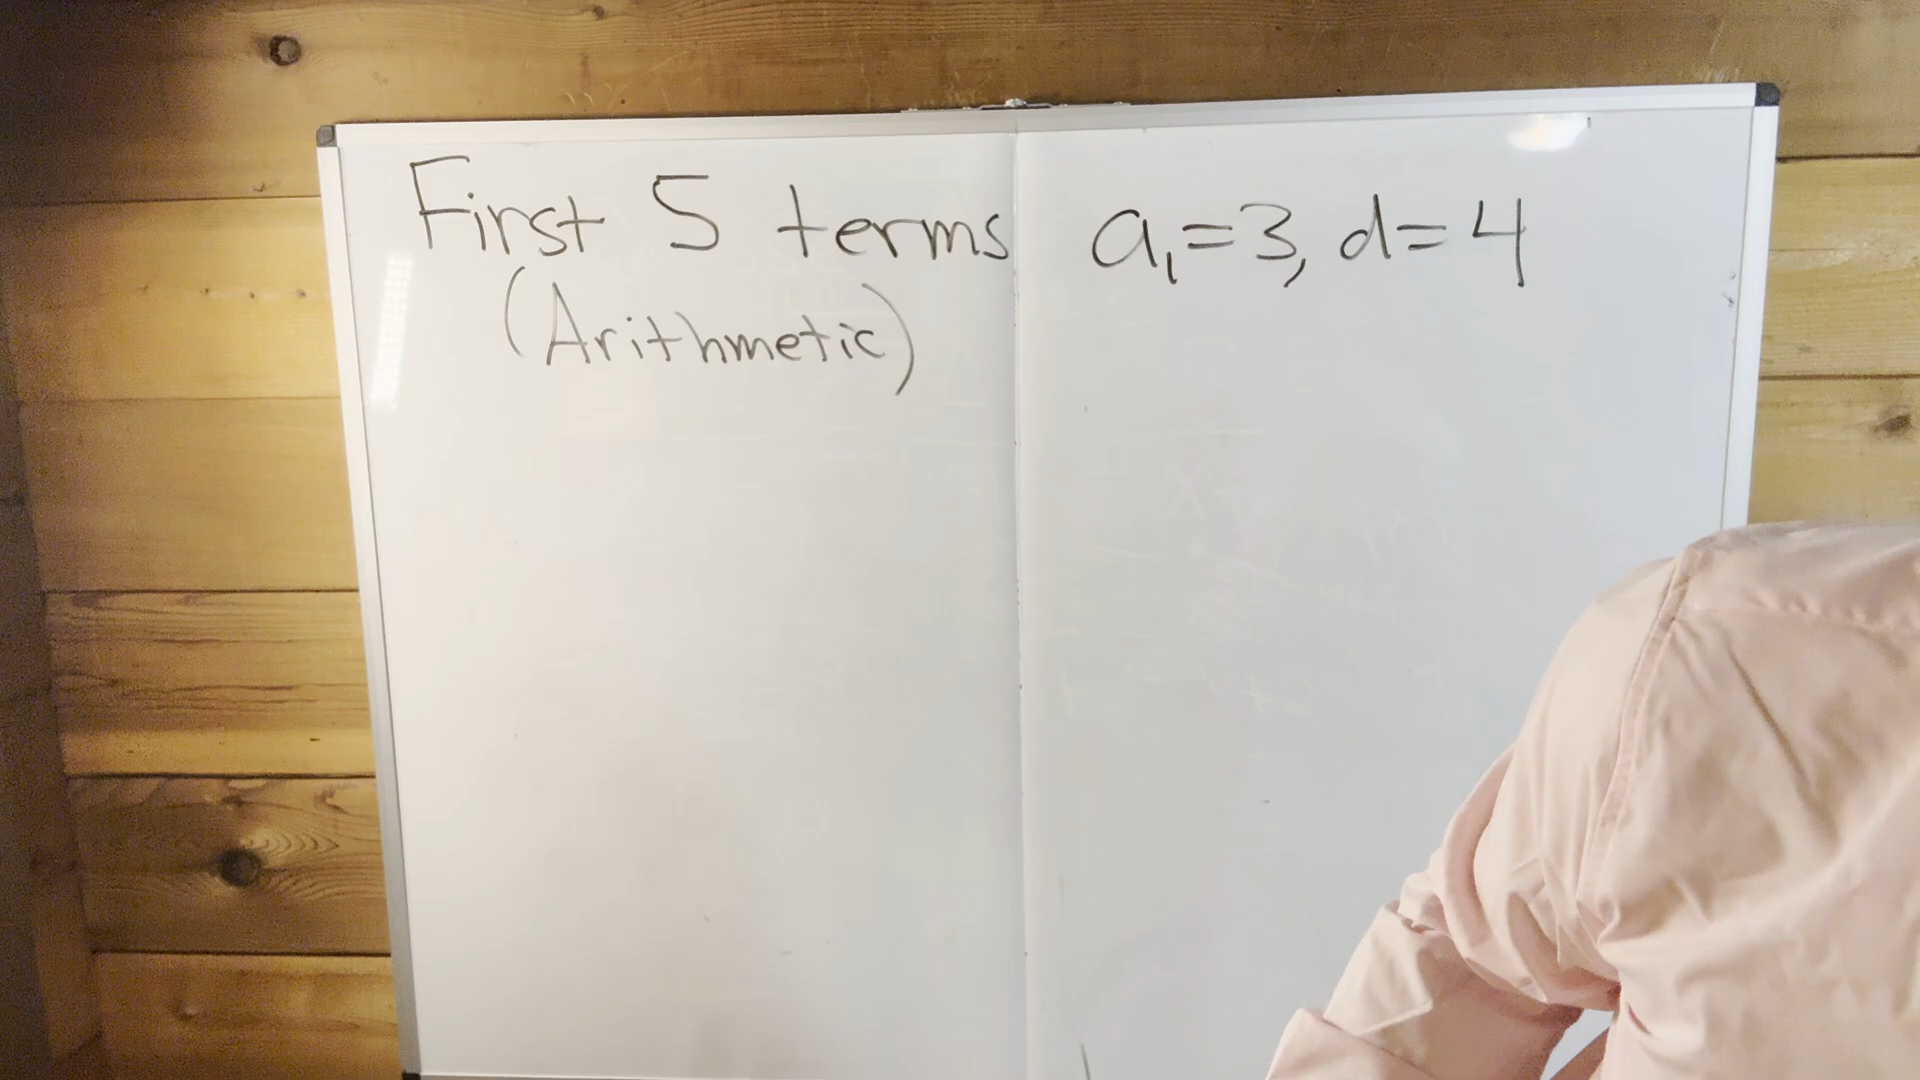 First 5 terms a₁=3, d=4
(Arithmetic)